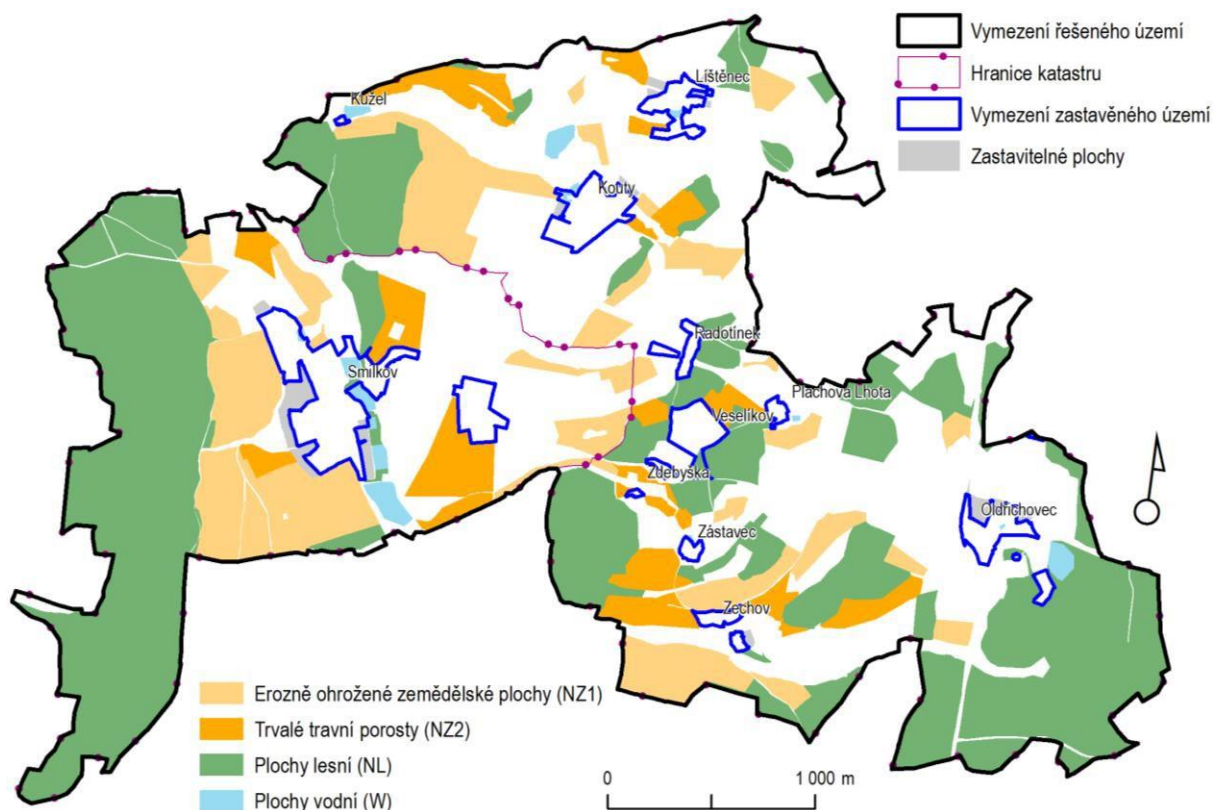 Vymezení řešeného území
Hranice katastru
Vymezení zastavěného území
Zastavitelné plochy
Líštěnec
Kužel
Kouty
Radotínek
Smilkov
Plachova Lhota
Veselíkov
Zdebyška
Oldřichovec
Zástavec
Zechov
Erozně ohrožené zemědělské plochy (NZ1)
Trvalé travní porosty (NZ2)
Plochy lesní (NL)
Plochy vodní (W)
0
1 000 m